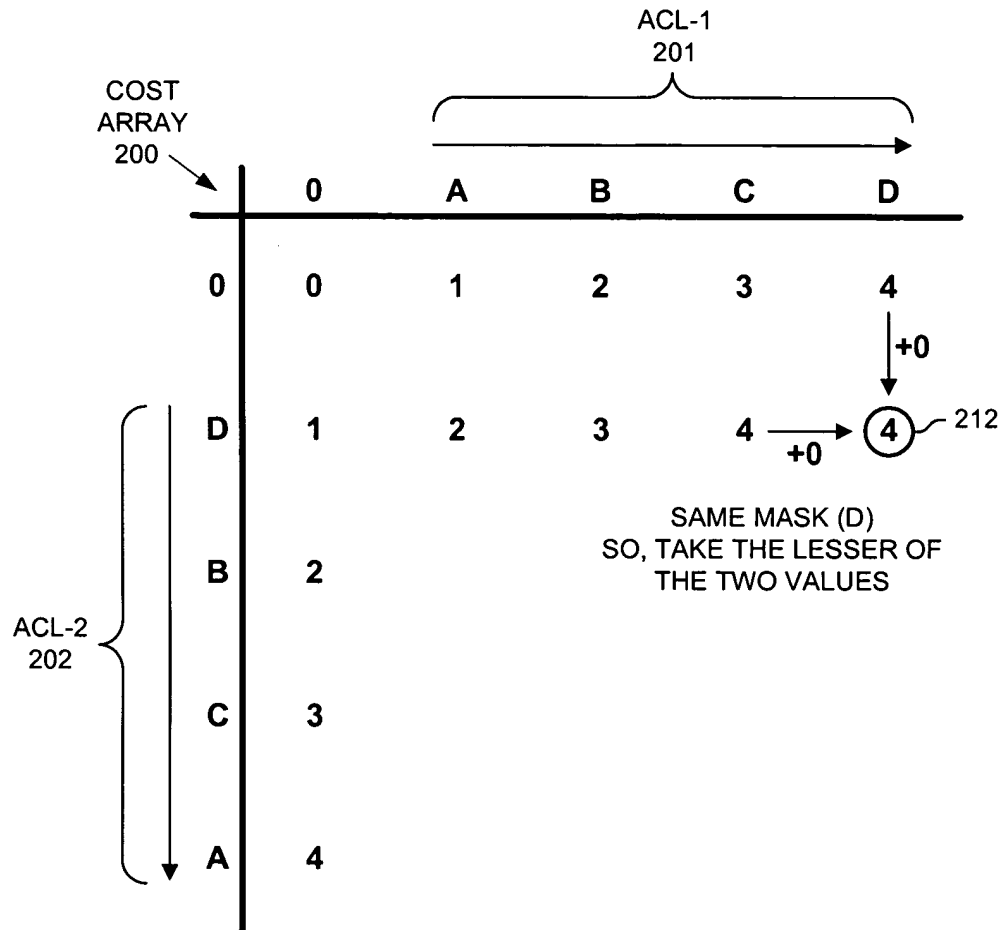 ACL-1
201
COST
ARRAY
200
0 A B C D
0 0 1 2 3 4
+0
D 1 2 3 4 4 212
+0
SAME MASK (D)
SO, TAKE THE LESSER OF
THE TWO VALUES
B 2
ACL-2
202
C 3
A 4